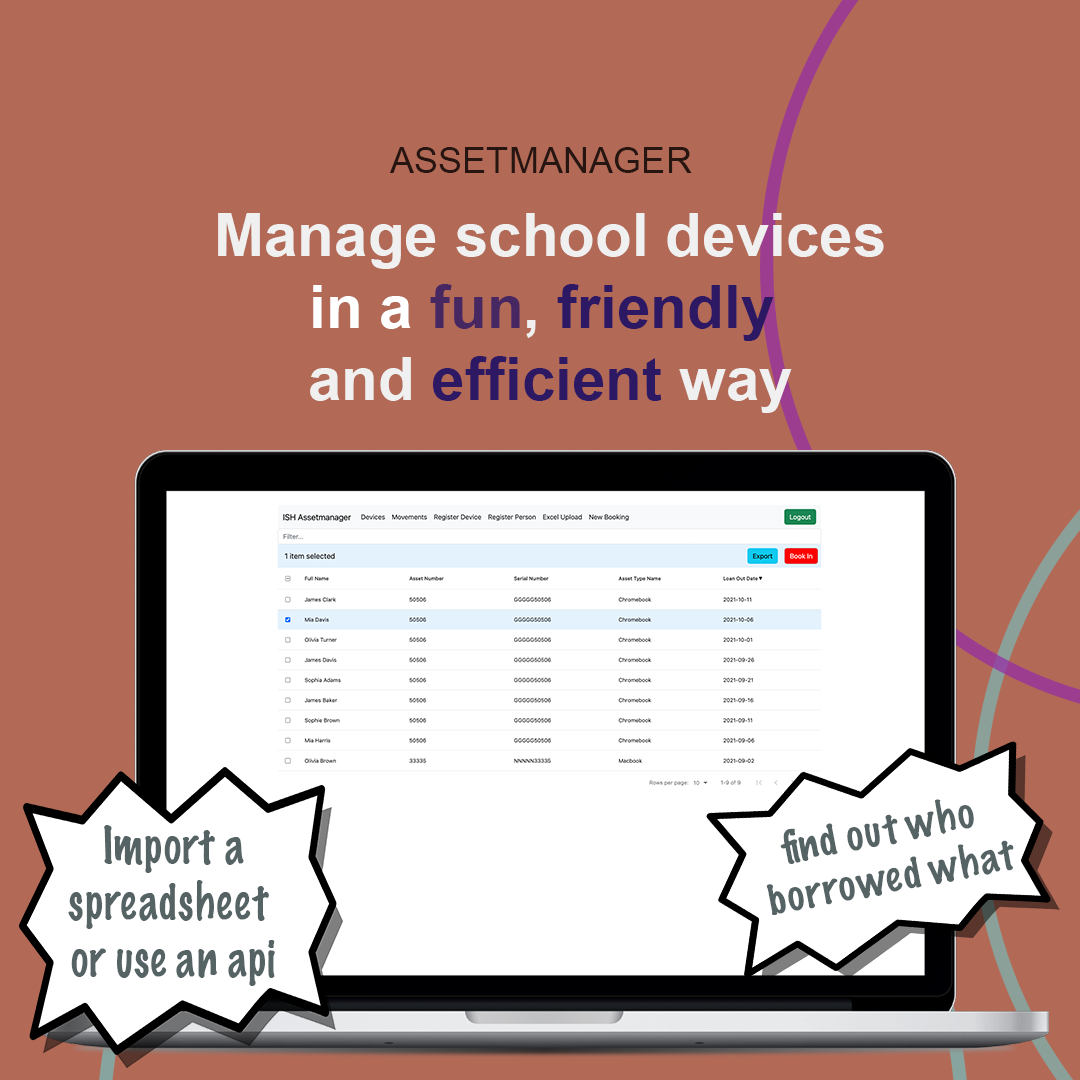 ASSETMANAGER
Manage school devices
in a fun, friendly
and efficient way
ISH Assetmanager Devices Movements Register Device Register Person Excel Upload New Booking Logout
Filter...
1 item selected Export Book In
Full Name Asset Number Serial Number Asset Type Name Loan Out Date▼
James Clark 50506 GGGGG50506 Chromebook 2021-10-11
Mia Davis 50506 GGGGG50506 Chromebook 2021-10-06
Olivia Turner 50506 GGGGG50506 Chromebook 2021-10-01
James Davis 50506 GGGGG50506 Chromebook 2021-09-26
Sophia Adams 50506 GGGGG50506 Chromebook 2021-09-21
James Baker 50506 GGGGG50506 Chromebook 2021-09-16
Sophie Brown 50506 GGGGG50506 Chromebook 2021-09-11
Mia Harris 50506 GGGGG50506 Chromebook 2021-09-06
Olivia Brown 33335 NNNNN33335 Macbook 2021-09-02
Rows per page: 10 1-9 of 9
Import a
spreadsheet
or use an api
find out who
borrowed what